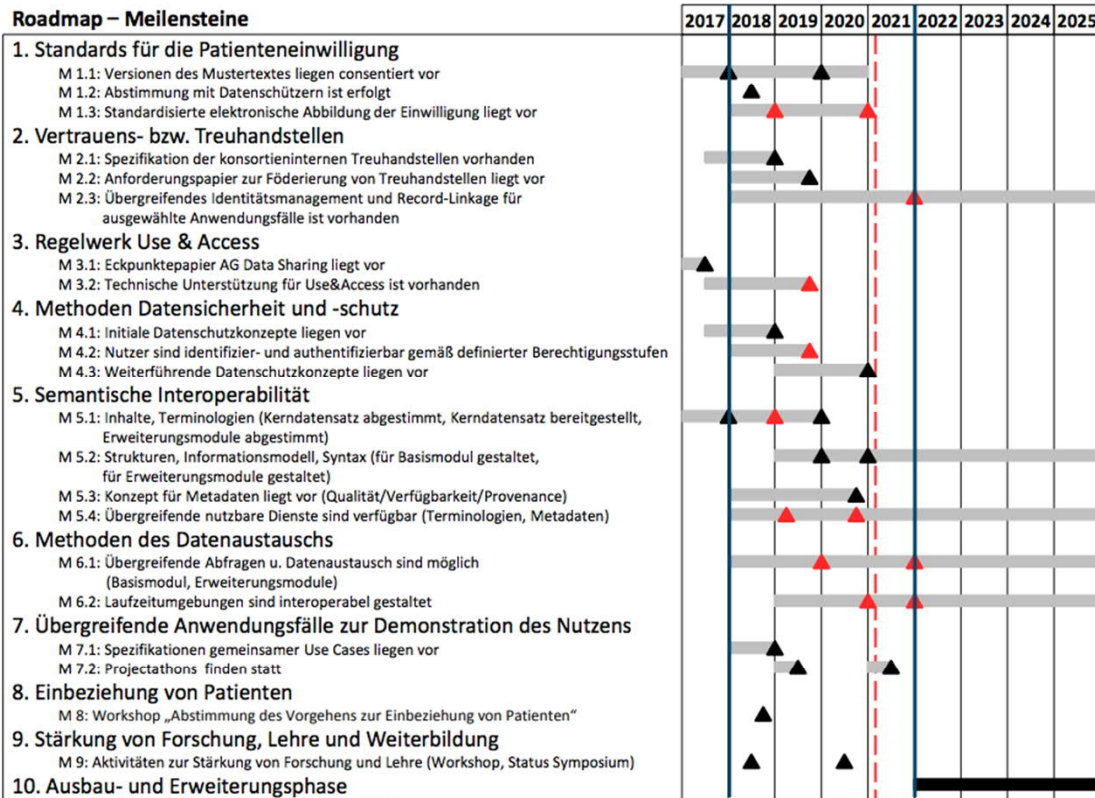 Roadmap – Meilensteine 2017 2018 2019 2020 2021 2022 2023 2024 2025
1. Standards für die Patienteneinwilligung
M 1.1: Versionen des Mustertextes liegen consentiert vor
M 1.2: Abstimmung mit Datenschützern ist erfolgt
M 1.3: Standardisierte elektronische Abbildung der Einwilligung liegt vor
2. Vertrauens- bzw. Treuhandstellen
M 2.1: Spezifikation der konsortieninternen Treuhandstellen vorhanden
M 2.2: Anforderungspapier zur Föderierung von Treuhandstellen liegt vor
M 2.3: Übergreifendes Identitätsmanagement und Record-Linkage für
ausgewählte Anwendungsfälle ist vorhanden
3. Regelwerk Use & Access
M 3.1: Eckpunktepapier AG Data Sharing liegt vor
M 3.2: Technische Unterstützung für Use&Access ist vorhanden
4. Methoden Datensicherheit und -schutz
M 4.1: Initiale Datenschutzkonzepte liegen vor
M 4.2: Nutzer sind identifizier- und authentifizierbar gemäß definierter Berechtigungsstufen
M 4.3: Weiterführende Datenschutzkonzepte liegen vor
5. Semantische Interoperabilität
M 5.1: Inhalte, Terminologien (Kerndatensatz abgestimmt, Kerndatensatz bereitgestellt,
Erweiterungsmodule abgestimmt)
M 5.2: Strukturen, Informationsmodell, Syntax (für Basismodul gestaltet,
für Erweiterungsmodule gestaltet)
M 5.3: Konzept für Metadaten liegt vor (Qualität/Verfügbarkeit/Provenance)
M 5.4: Übergreifende nutzbare Dienste sind verfügbar (Terminologien, Metadaten)
6. Methoden des Datenaustauschs
M 6.1: Übergreifende Abfragen u. Datenaustausch sind möglich
(Basismodul, Erweiterungsmodule)
M 6.2: Laufzeitumgebungen sind interoperabel gestaltet
7. Übergreifende Anwendungsfälle zur Demonstration des Nutzens
M 7.1: Spezifikationen gemeinsamer Use Cases liegen vor
M 7.2: Projectathons finden statt
8. Einbeziehung von Patienten
M 8: Workshop „Abstimmung des Vorgehens zur Einbeziehung von Patienten“
9. Stärkung von Forschung, Lehre und Weiterbildung
M 9: Aktivitäten zur Stärkung von Forschung und Lehre (Workshop, Status Symposium)
10. Ausbau- und Erweiterungsphase